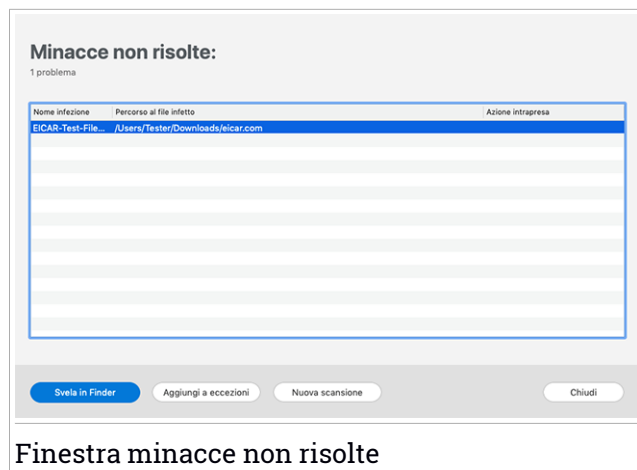 Minacce non risolte:
1 problema
Nome infezione Percorso al file infetto Azione intrapresa
EICAR-Test-File... /Users/Tester/Downloads/eicar.com
Svela in Finder Aggiungi a eccezioni Nuova scansione Chiudi
Finestra minacce non risolte